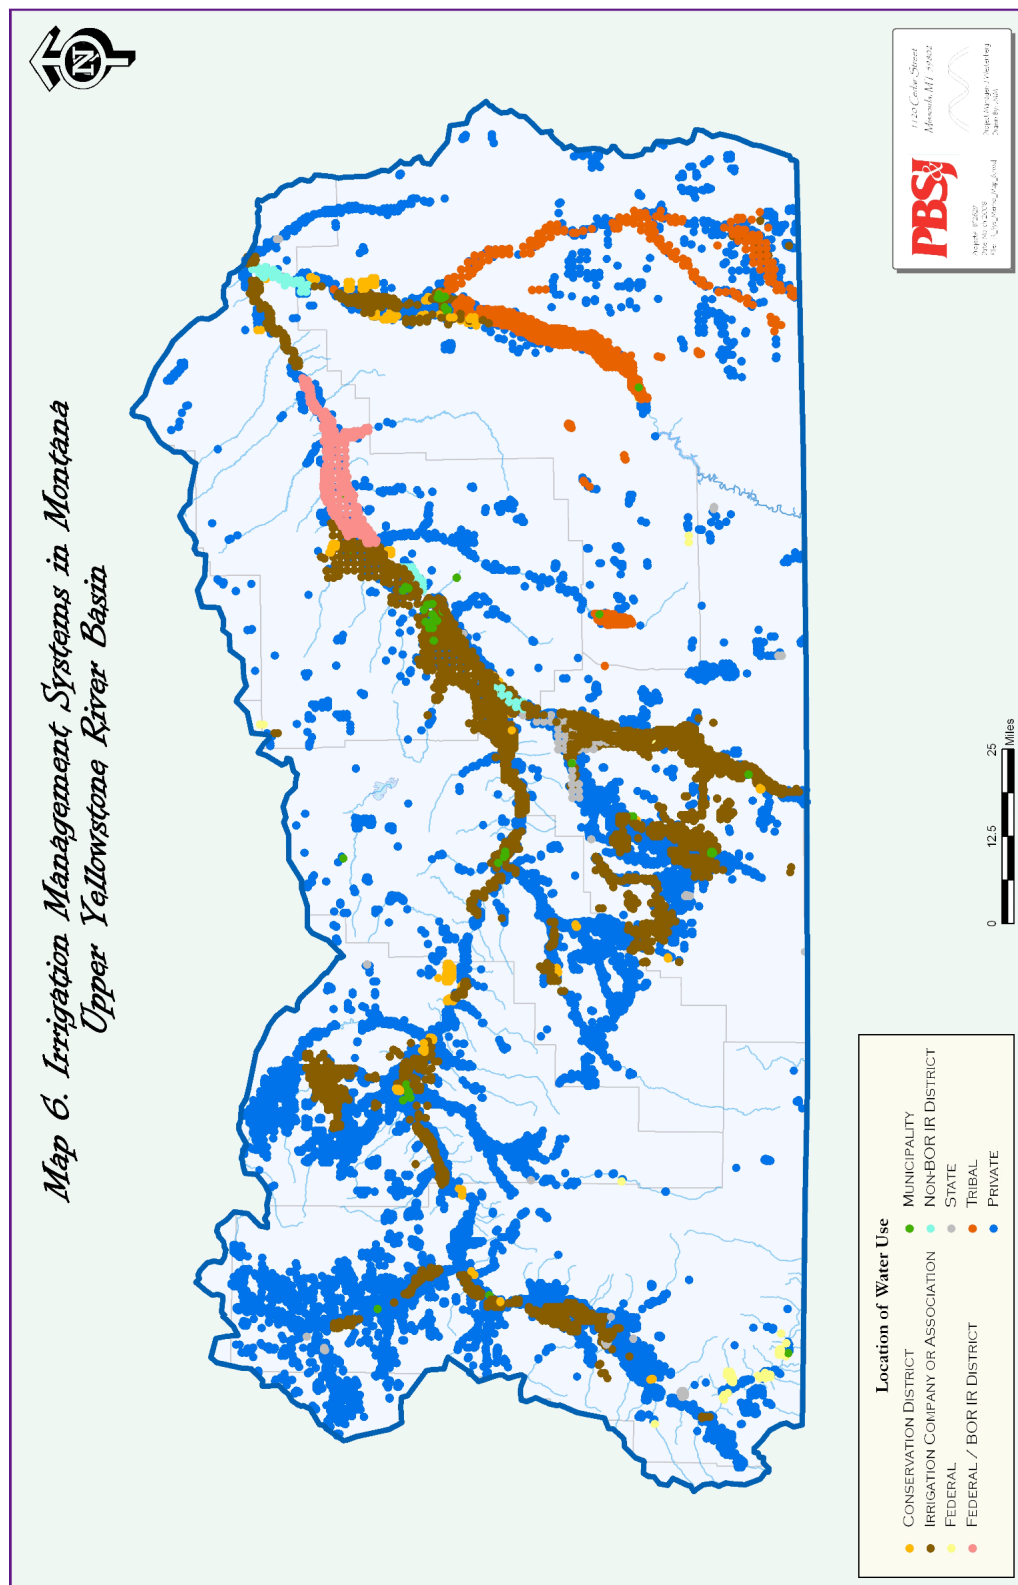 Map 6. Irrigation Management Systems in Montana
Upper Yellowstone River Basin
N
Location of Water Use
CONSERVATION DISTRICT
IRRIGATION COMPANY OR ASSOCIATION
FEDERAL
FEDERAL / BOR IR DISTRICT
MUNICIPALITY
NON-BOR IR DISTRICT
STATE
TRIBAL
PRIVATE
0 12.5 25
Miles
PBS&J
1120 Cedar Street
Missoula, MT 59802